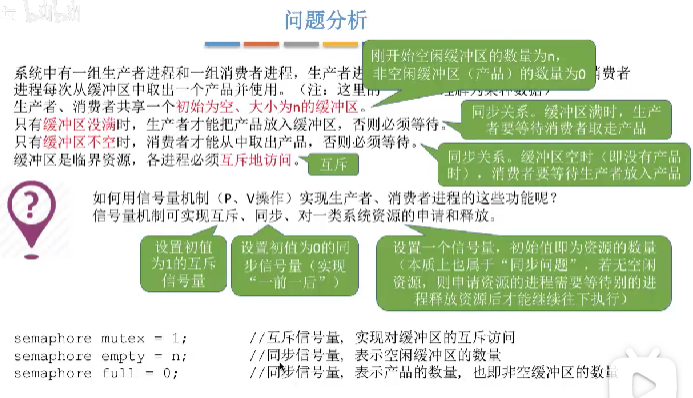 问题分析
刚开始空闲缓冲区的数量为n，
非空闲缓冲区（产品）的数量为0
系统中有一组生产者进程和一组消费者进程，生产者进
消费者
进程每次从缓冲区中取出一个产品并使用。（注：这里的
生产者、消费者共享一个初始为空、大小为n的缓冲区。
只有缓冲区没满时，生产者才能把产品放入缓冲区，否则必须等待。
同步关系。缓冲区满时，生产
者要等待消费者取走产品
只有缓冲区不空时，消费者才能从中取出产品，否则必须等待。
同步关系。缓冲区空时（即没有产品
时），消费者要等待生产者放入产品
缓冲区是临界资源，各进程必须互斥地访问。
互斥
?
如何用信号量机制（P、V操作）实现生产者、消费者进程的这些功能呢？
信号量机制可实现互斥、同步、对一类系统资源的申请和释放。
设置初值
为1的互斥
信号量
设置初值为0的同
步信号量（实现
“一前一后”）
设置一个信号量，初始值即为资源的数量
（本质上也属于“同步问题”，若无空闲
资源，则申请资源的进程需要等待别的进
程释放资源后才能继续往下执行）
semaphore mutex = 1; //互斥信号量，实现对缓冲区的互斥访问
semaphore empty = n; //同步信号量，表示空闲缓冲区的数量
semaphore full = 0; //同步信号量，表示产品的数量，也即非空缓冲区的数量